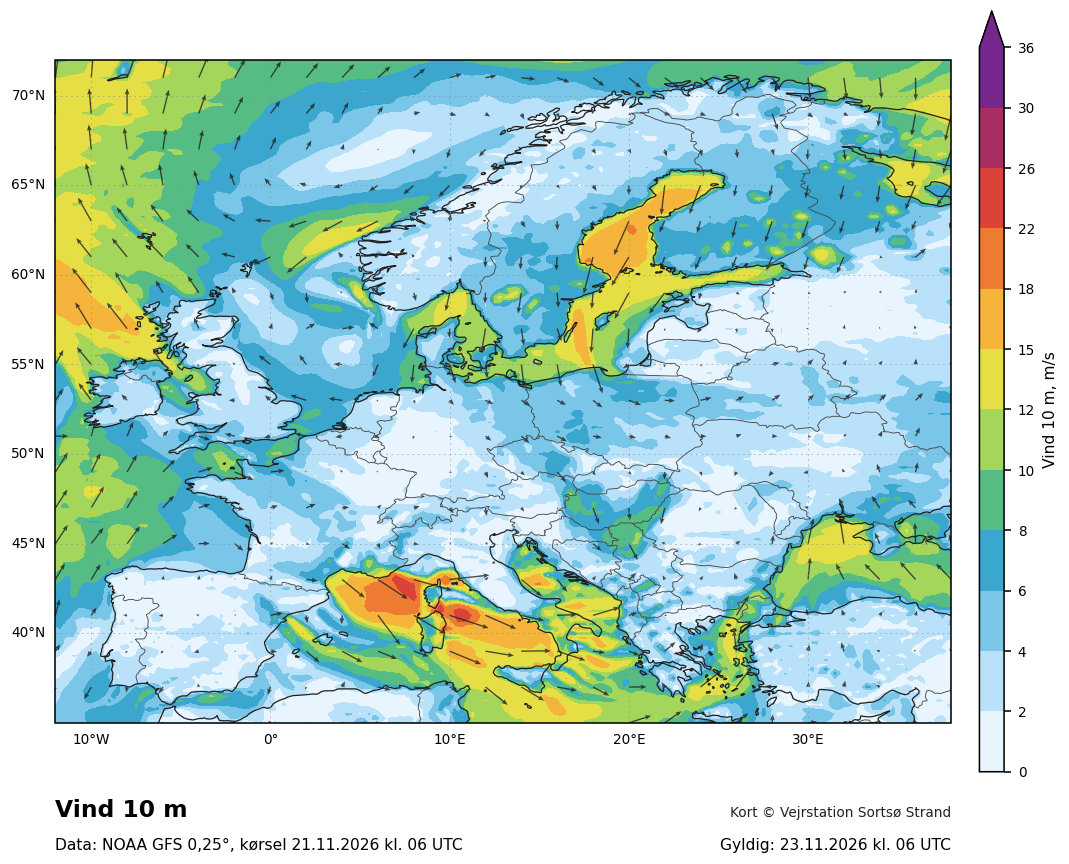 70°N
65°N
60°N
55°N
50°N
45°N
40°N
10°W
0°
10°E
20°E
30°E
36
30
26
22
18
15
12
10
8
6
4
2
0
Vind 10 m, m/s
Vind 10 m
Kort © Vejrstation Sortsø Strand
Data: NOAA GFS 0,25°, kørsel 21.11.2026 kl. 06 UTC
Gyldig: 23.11.2026 kl. 06 UTC